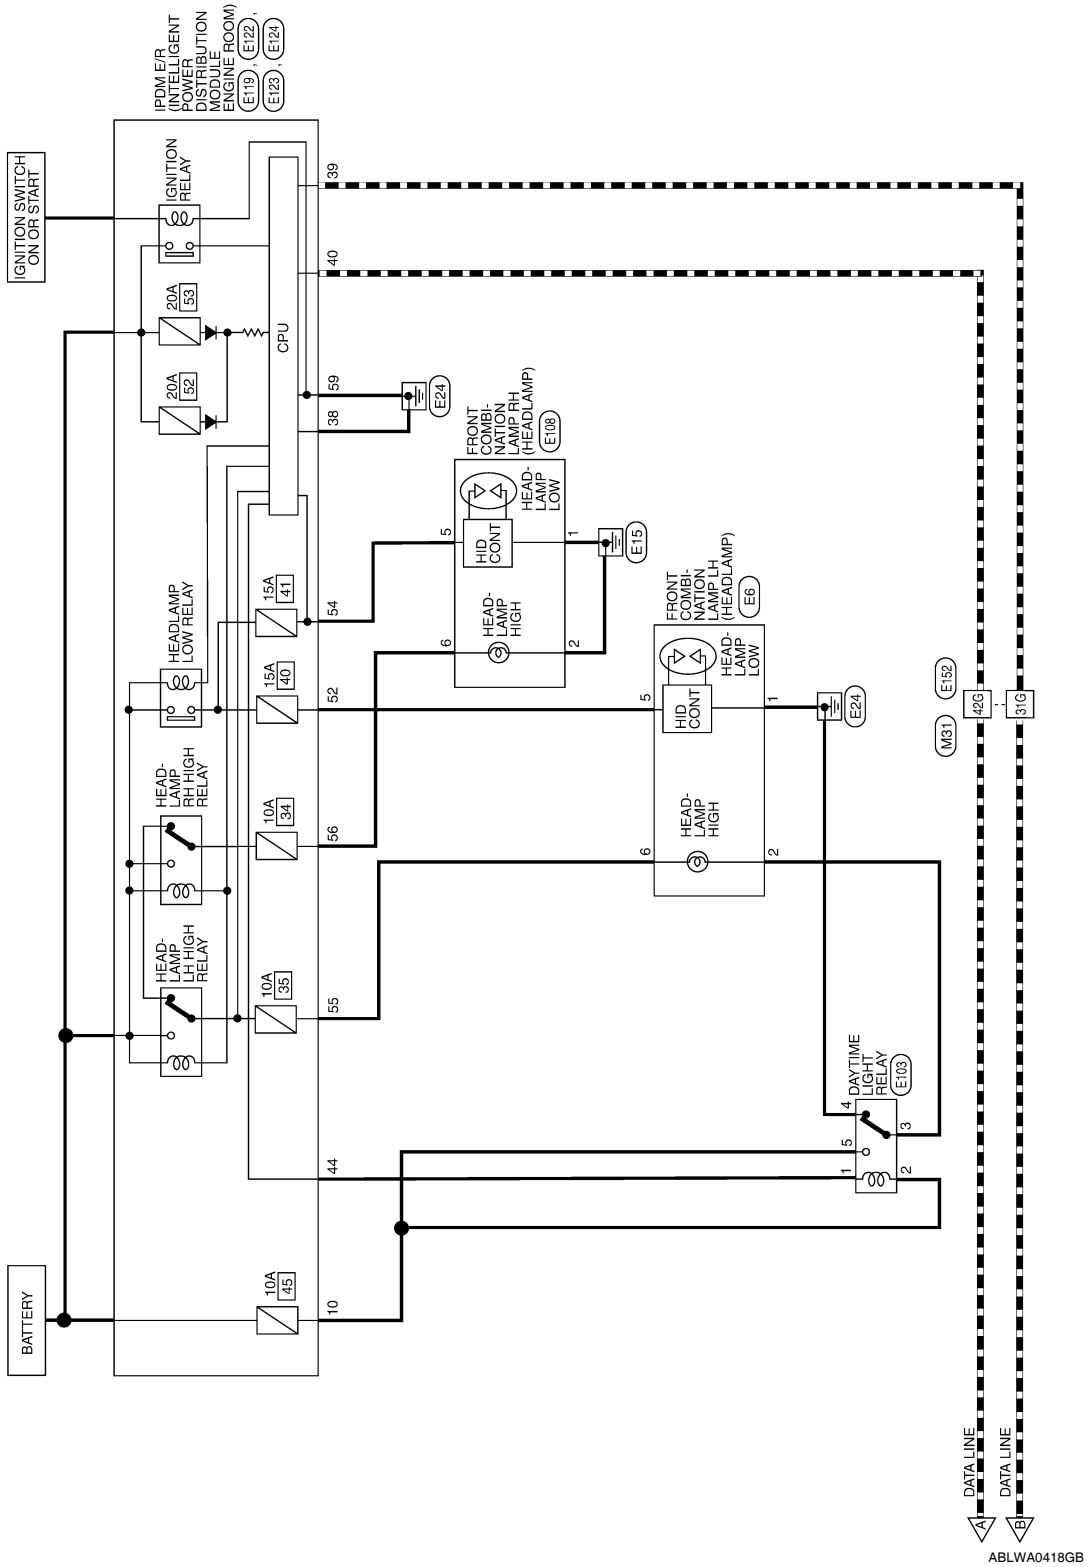 BATTERY
IGNITION SWITCH
ON OR START
IPDM E/R
(INTELLIGENT
POWER
DISTRIBUTION
MODULE
ENGINE ROOM)
E119 , E122 ,
E123 , E124
10A
45
HEAD-
LAMP
LH HIGH
RELAY
10A
35
HEAD-
LAMP
RH HIGH
RELAY
10A
34
HEADLAMP
LOW RELAY
15A
40
15A
41
20A
52
20A
53
IGNITION
RELAY
CPU
10
44
55
56
52
54
38
59
40
39
E24
FRONT
COMBI-
NATION
LAMP RH
(HEADLAMP)
E108
6
5
HEAD-
LAMP
HIGH
HID
CONT
HEAD-
LAMP
LOW
2
1
E15
FRONT
COMBI-
NATION
LAMP LH
(HEADLAMP)
E6
6
5
HEAD-
LAMP
HIGH
HID
CONT
HEAD-
LAMP
LOW
2
1
E24
DAYTIME
LIGHT
RELAY
E103
1
5
4
2
3
M31
E152
42G
31G
DATA LINE
A
DATA LINE
B
ABLWA0418GB